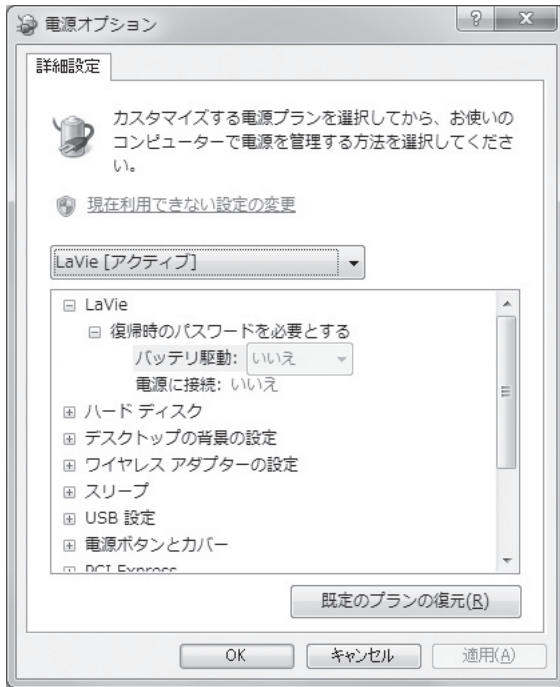 電源オプション
詳細設定
カスタマイズする電源プランを選択してから、お使いの
コンピューターで電源を管理する方法を選択してくださ
い。
現在利用できない設定の変更
LaVie [アクティブ]
LaVie
復帰時のパスワードを必要とする
バッテリ駆動: いいえ
電源に接続: いいえ
ハード ディスク
デスクトップの背景の設定
ワイヤレス アダプターの設定
スリープ
USB 設定
電源ボタンとカバー
PCI Express
既定のプランの復元(R)
OK キャンセル 適用(A)